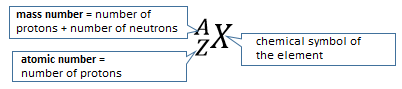 mass number = number of
protons + number of neutrons
A
Z
X
chemical symbol of
the element
atomic number =
number of protons